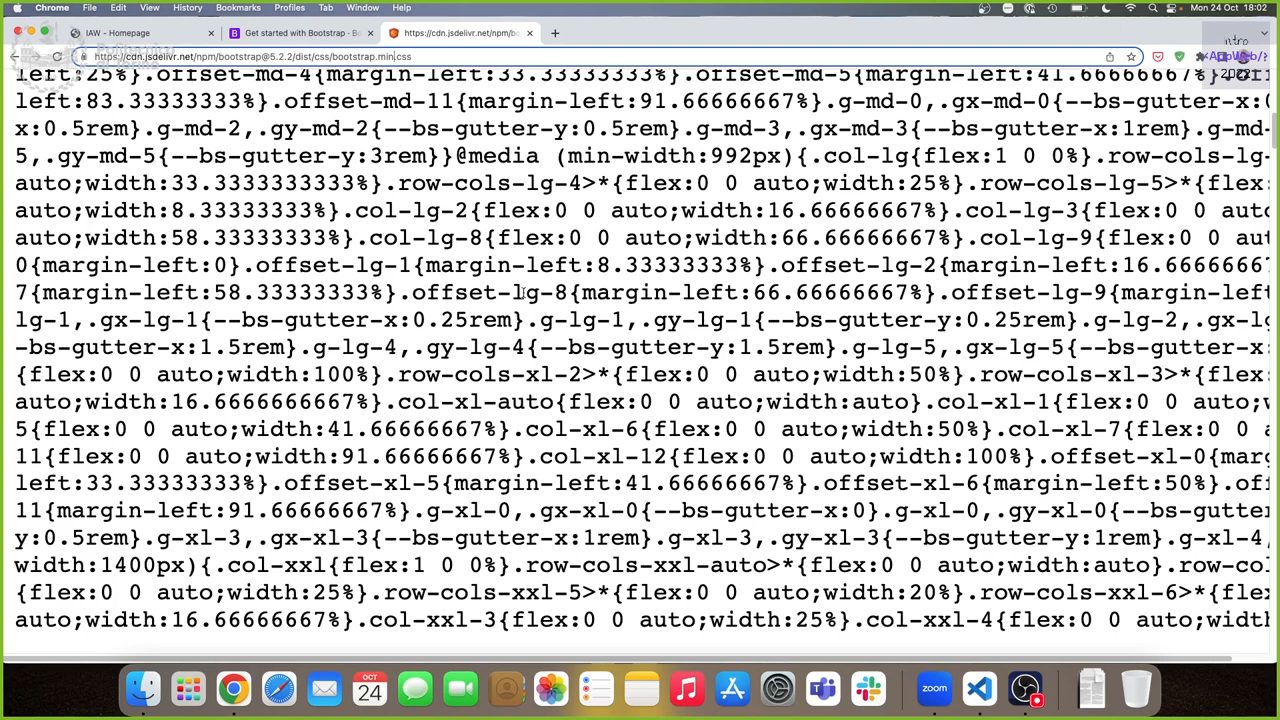 Chrome File Edit View History Bookmarks Profiles Tab Window Help Mon 24 Oct 18:02
IAW - Homepage Get started with Bootstrap · Bo https://cdn.jsdelivr.net/npm/bo
Intro
<AppWeb/>
2022
Politecnico
di Torino
https://cdn.jsdelivr.net/npm/bootstrap@5.2.2/dist/css/bootstrap.min.css
left:25%}.offset-md-4{margin-left:33.33333333%}.offset-md-5{margin-left:41.66666667%}.o
left:83.33333333%}.offset-md-11{margin-left:91.66666667%}.g-md-0,.gx-md-0{--bs-gutter-x:0
x:0.5rem}.g-md-2,.gy-md-2{--bs-gutter-y:0.5rem}.g-md-3,.gx-md-3{--bs-gutter-x:1rem}.g-md-
5,.gy-md-5{--bs-gutter-y:3rem}}@media (min-width:992px){.col-lg{flex:1 0 0%}.row-cols-lg-
auto;width:33.3333333333%}.row-cols-lg-4>*{flex:0 0 auto;width:25%}.row-cols-lg-5>*{flex:
auto;width:8.33333333%}.col-lg-2{flex:0 0 auto;width:16.66666667%}.col-lg-3{flex:0 0 auto
auto;width:58.33333333%}.col-lg-8{flex:0 0 auto;width:66.66666667%}.col-lg-9{flex:0 0 aut
0{margin-left:0}.offset-lg-1{margin-left:8.33333333%}.offset-lg-2{margin-left:16.66666667
7{margin-left:58.33333333%}.offset-lg-8{margin-left:66.66666667%}.offset-lg-9{margin-left
lg-1,.gx-lg-1{--bs-gutter-x:0.25rem}.g-lg-1,.gy-lg-1{--bs-gutter-y:0.25rem}.g-lg-2,.gx-lg
-bs-gutter-x:1.5rem}.g-lg-4,.gy-lg-4{--bs-gutter-y:1.5rem}.g-lg-5,.gx-lg-5{--bs-gutter-x:
{flex:0 0 auto;width:100%}.row-cols-xl-2>*{flex:0 0 auto;width:50%}.row-cols-xl-3>*{flex:
auto;width:16.6666666667%}.col-xl-auto{flex:0 0 auto;width:auto}.col-xl-1{flex:0 0 auto;w
5{flex:0 0 auto;width:41.66666667%}.col-xl-6{flex:0 0 auto;width:50%}.col-xl-7{flex:0 0 a
11{flex:0 0 auto;width:91.66666667%}.col-xl-12{flex:0 0 auto;width:100%}.offset-xl-0{marg
33.33333333%}.offset-xl-5{margin-left:41.66666667%}.offset-xl-6{margin-left:50%}.off
11{margin-left:91.66666667%}.g-xl-0,.gx-xl-0{--bs-gutter-x:0}.g-xl-0,.gy-xl-0{--bs-gutter
y:0.5rem}.g-xl-3,.gx-xl-3{--bs-gutter-x:1rem}.g-xl-3,.gy-xl-3{--bs-gutter-y:1rem}.g-xl-4,
width:1400px){.col-xxl{flex:1 0 0%}.row-cols-xxl-auto>*{flex:0 0 auto;width:auto}.row-co
{flex:0 0 auto;width:25%}.row-cols-xxl-5>*{flex:0 0 auto;width:20%}.row-cols-xxl-6>*{flex
auto;width:16.66666667%}.col-xxl-3{flex:0 0 auto;width:25%}.col-xxl-4{flex:0 0 auto;width
OCT
24
zoom